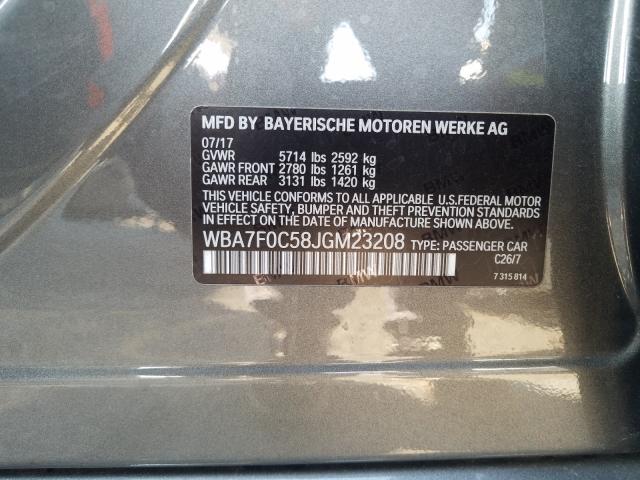 MFD BY BAYERISCHE MOTOREN WERKE AG
07/17
GVWR 5714 lbs 2592 kg
GAWR FRONT 2780 lbs 1261 kg
GAWR REAR 3131 lbs 1420 kg
THIS VEHICLE CONFORMS TO ALL APPLICABLE U.S.FEDERAL MOTOR
VEHICLE SAFETY, BUMPER AND THEFT PREVENTION STANDARDS
IN EFFECT ON THE DATE OF MANUFACTURE SHOWN ABOVE.
WBA7F0C58JGM23208 TYPE: PASSENGER CAR
C26/7
7 315 814